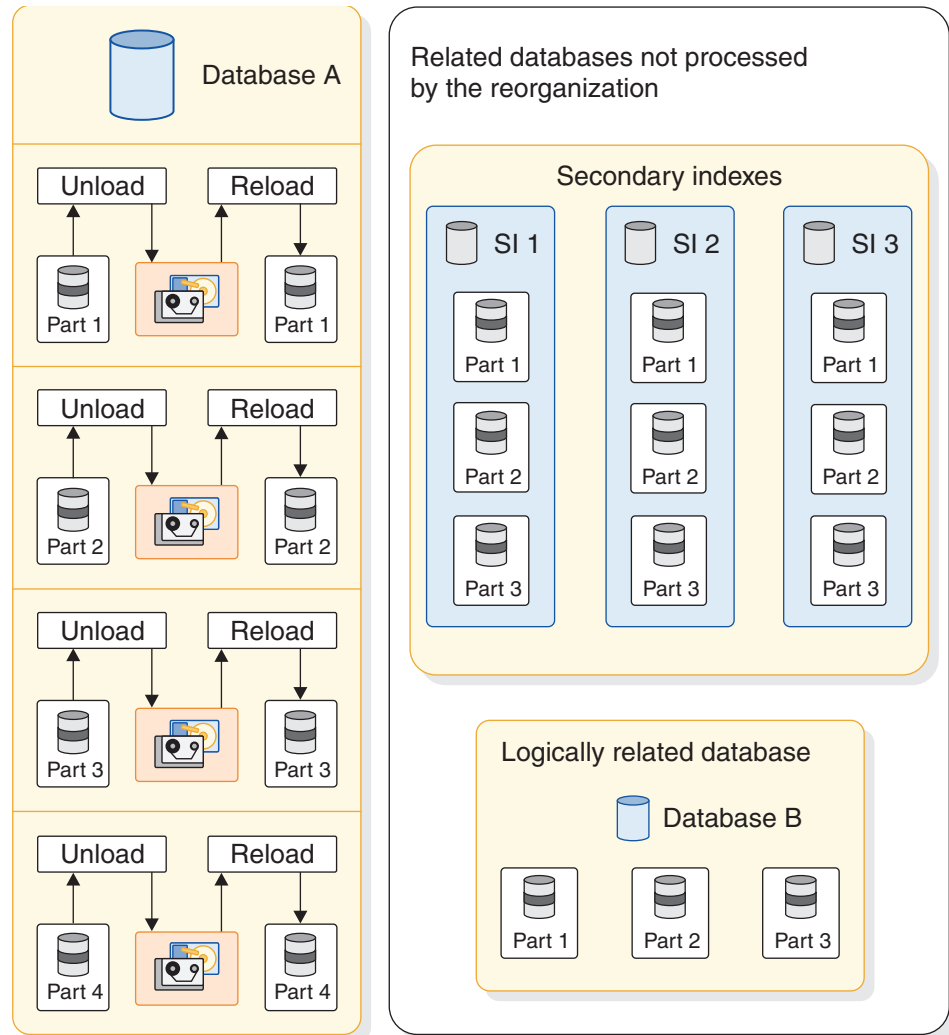 Database A
Unload
Reload
Part 1
Part 1
Unload
Reload
Part 2
Part 2
Unload
Reload
Part 3
Part 3
Unload
Reload
Part 4
Part 4
Related databases not processed
by the reorganization
Secondary indexes
SI 1
Part 1
Part 2
Part 3
SI 2
Part 1
Part 2
Part 3
SI 3
Part 1
Part 2
Part 3
Logically related database
Database B
Part 1
Part 2
Part 3